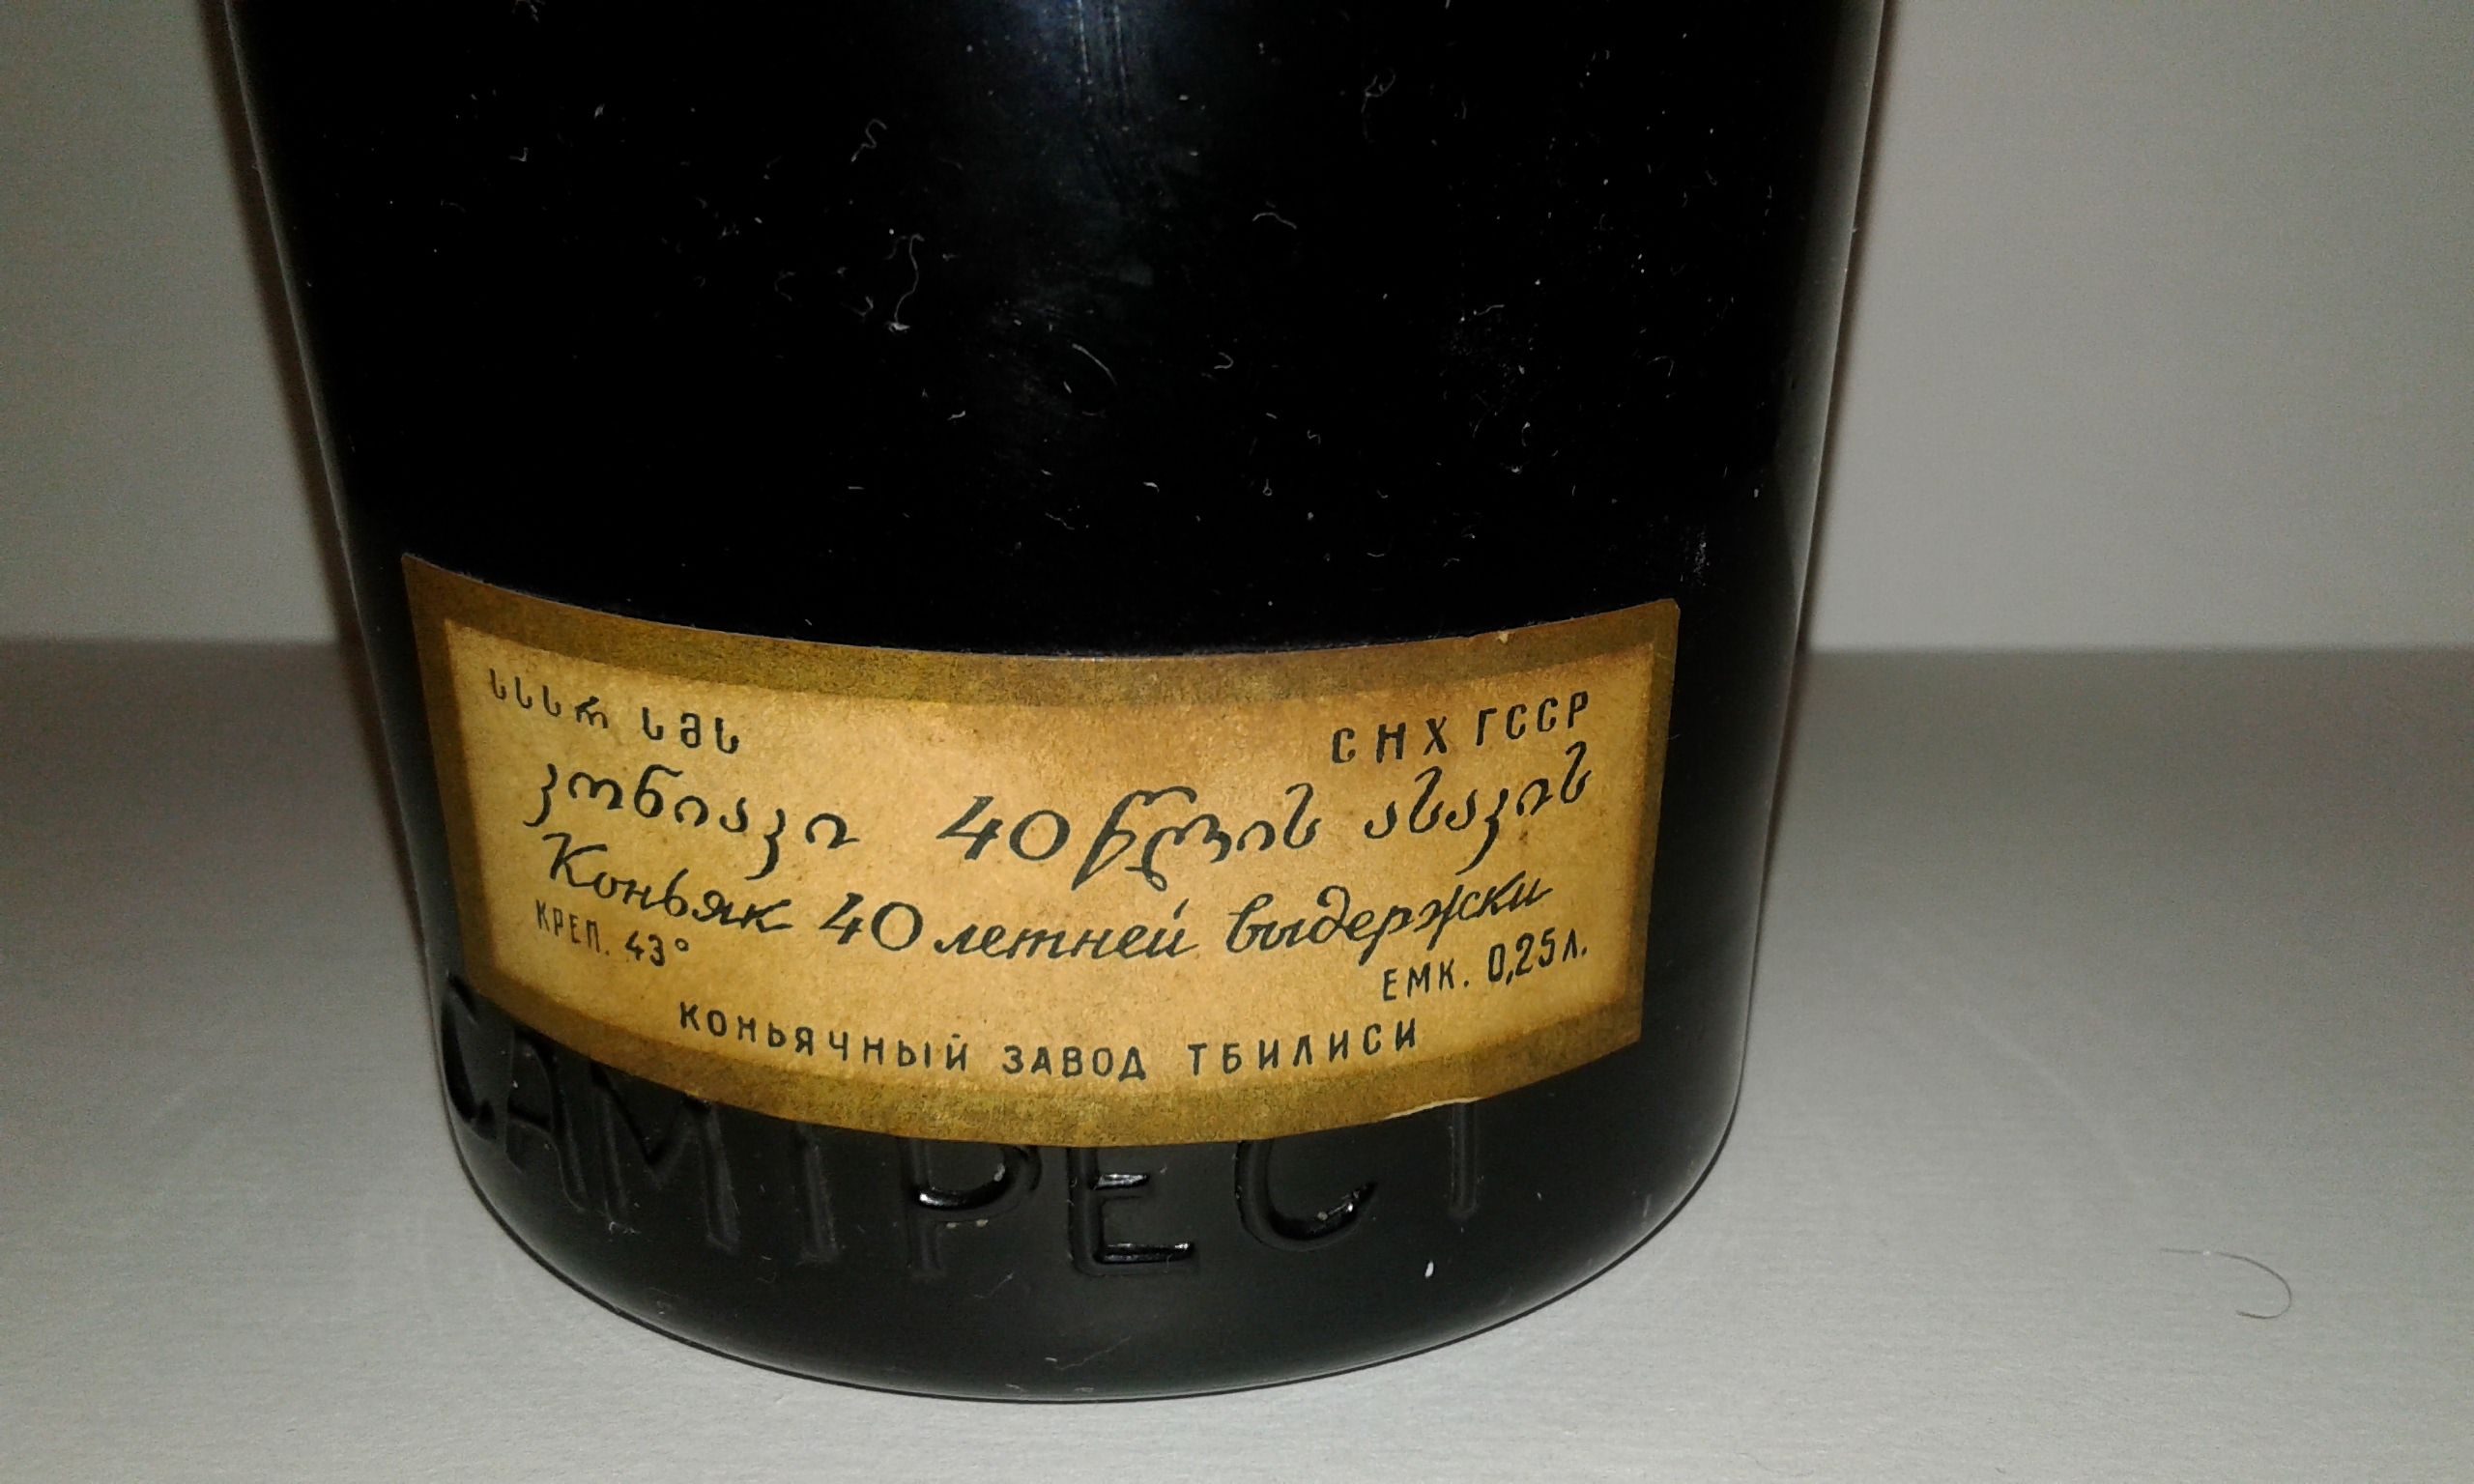 სსსრ სმს
СНХ ГССР
კონიაკი 40 წლის ასაკის
Коньяк 40 летней выдержки
КРЕП. 43°
ЕМК. 0,25 л.
КОНЬЯЧНЫЙ ЗАВОД ТБИЛИСИ
САМТРЕСТ